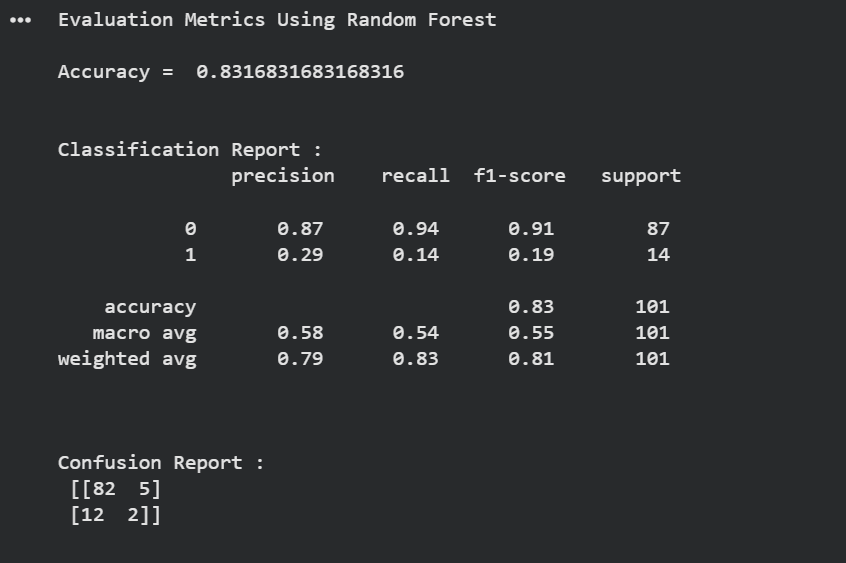 ••• Evaluation Metrics Using Random Forest
Accuracy =  0.8316831683168316
Classification Report :
precision recall f1-score support
0 0.87 0.94 0.91 87
1 0.29 0.14 0.19 14
accuracy 0.83 101
macro avg 0.58 0.54 0.55 101
weighted avg 0.79 0.83 0.81 101
Confusion Report :
[[82  5]
[12  2]]